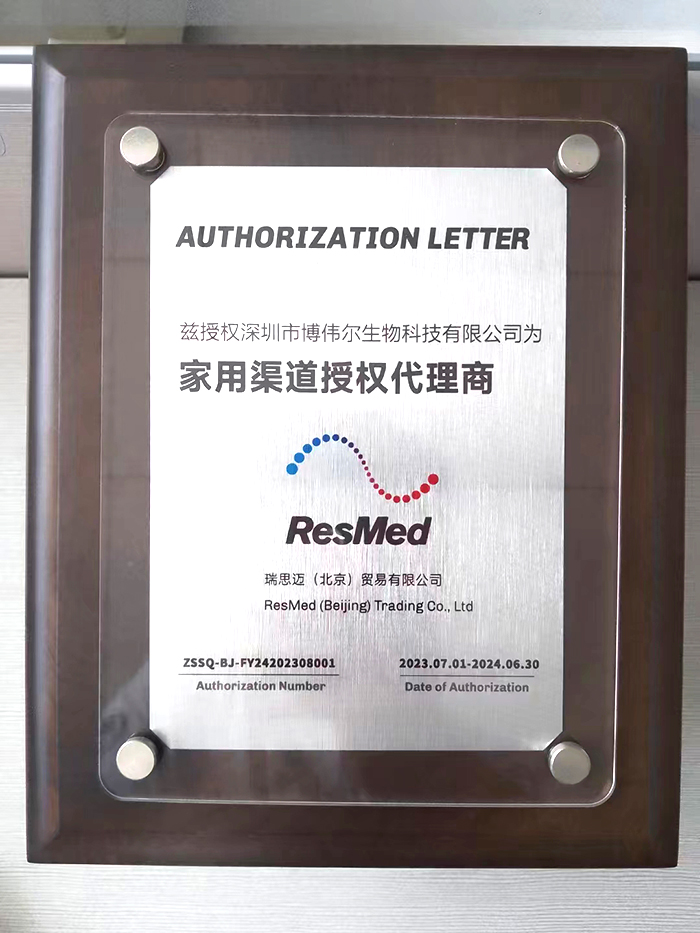 AUTHORIZATION LETTER
兹授权深圳市博伟尔生物科技有限公司为
家用渠道授权代理商
ResMed
瑞思迈（北京）贸易有限公司
ResMed (Beijing) Trading Co., Ltd
ZSSQ-BJ-FY24202308001
Authorization Number
2023.07.01-2024.06.30
Date of Authorization